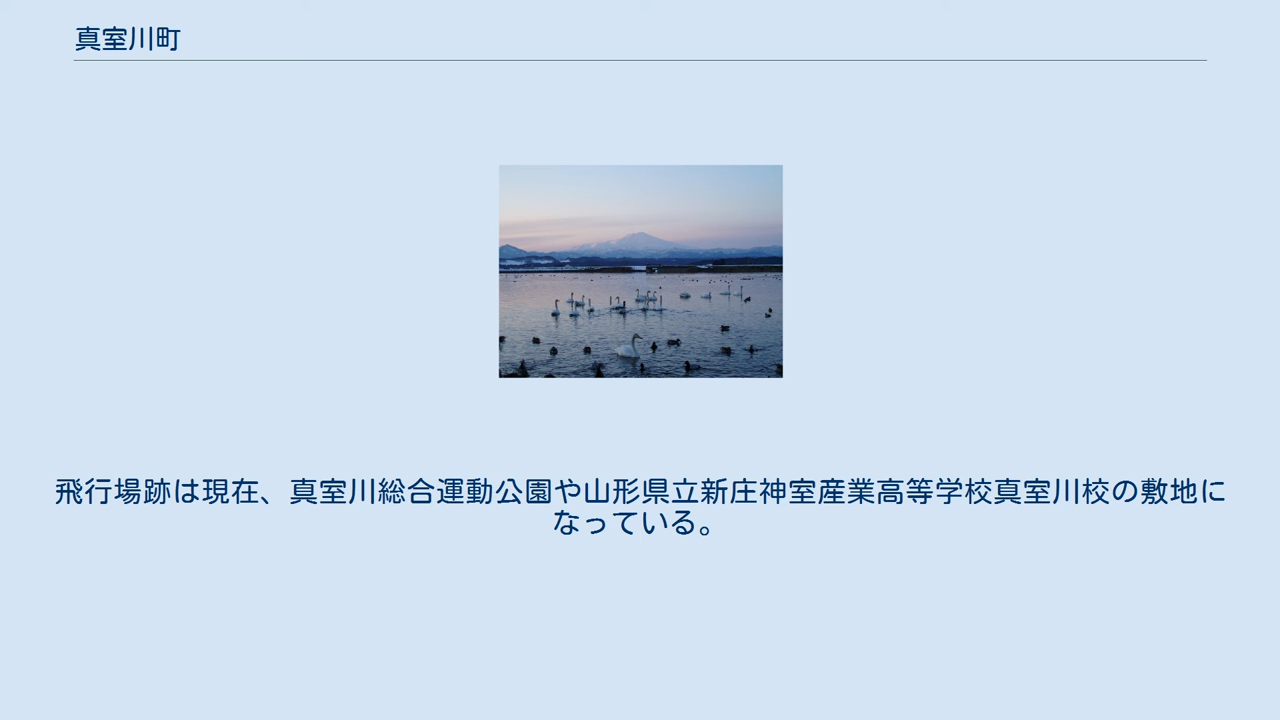 真室川町
飛行場跡は現在、真室川総合運動公園や山形県立新庄神室産業高等学校真室川校の敷地に
なっている。